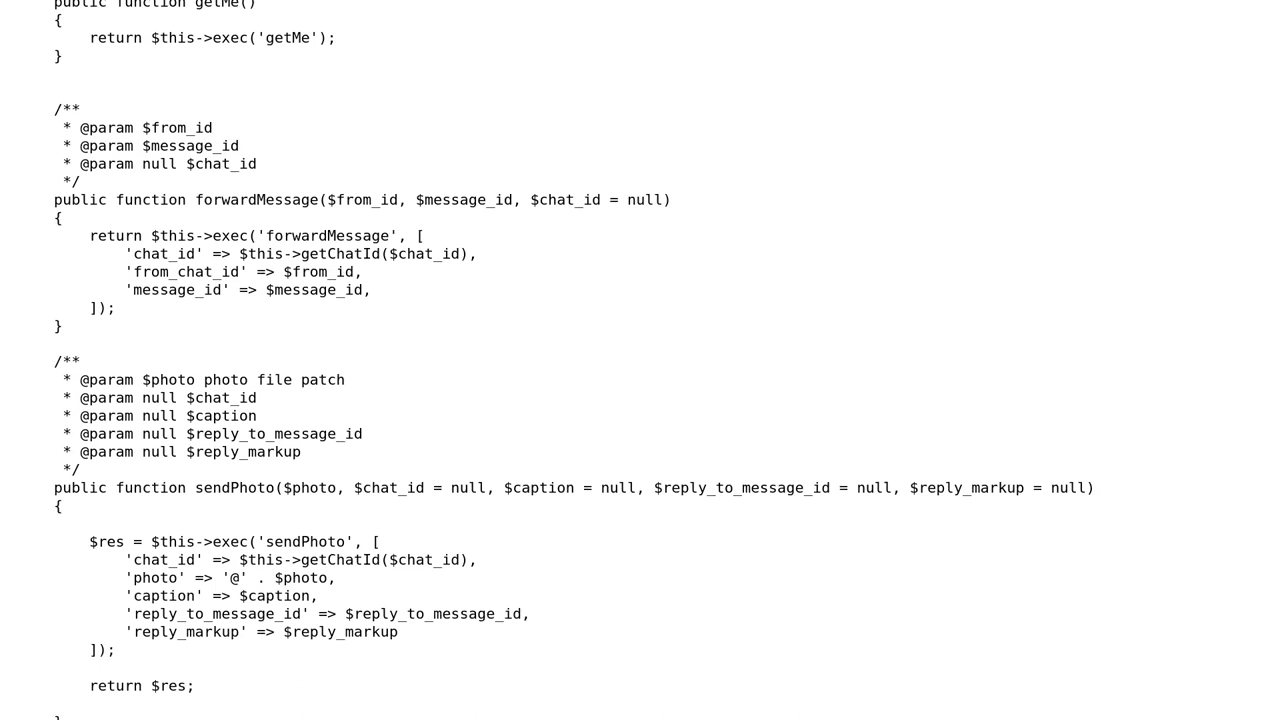 public function getMe()
{
    return $this->exec('getMe');
}
/**
 * @param $from_id
 * @param $message_id
 * @param null $chat_id
 */
public function forwardMessage($from_id, $message_id, $chat_id = null)
{
    return $this->exec('forwardMessage', [
        'chat_id' => $this->getChatId($chat_id),
        'from_chat_id' => $from_id,
        'message_id' => $message_id,
    ]);
}
/**
 * @param $photo photo file patch
 * @param null $chat_id
 * @param null $caption
 * @param null $reply_to_message_id
 * @param null $reply_markup
 */
public function sendPhoto($photo, $chat_id = null, $caption = null, $reply_to_message_id = null, $reply_markup = null)
{
    $res = $this->exec('sendPhoto', [
        'chat_id' => $this->getChatId($chat_id),
        'photo' => '@' . $photo,
        'caption' => $caption,
        'reply_to_message_id' => $reply_to_message_id,
        'reply_markup' => $reply_markup
    ]);
    return $res;
}